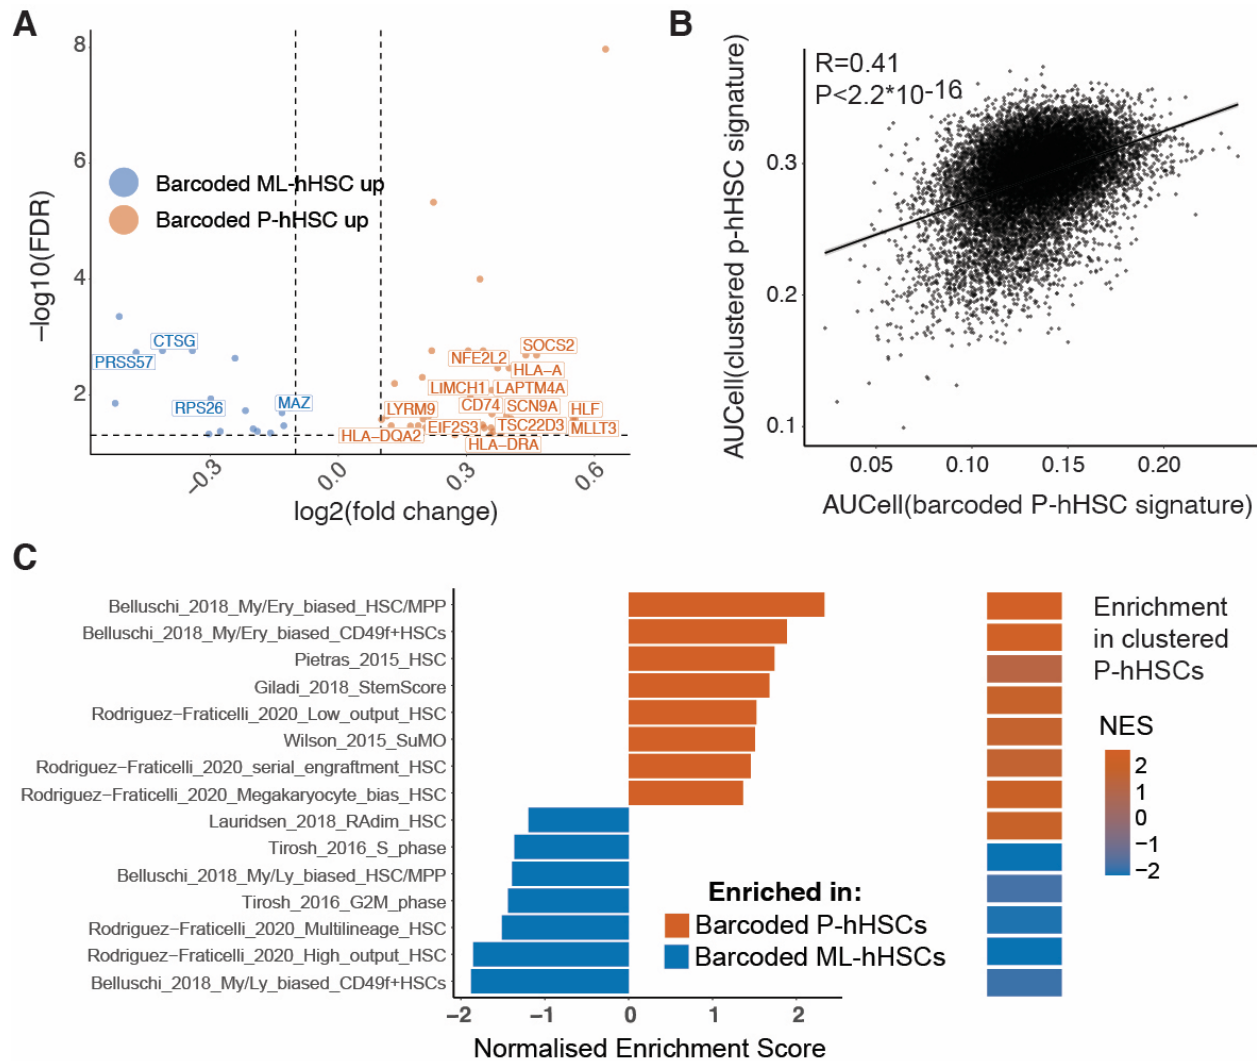 A
8
6
4
2
–log10(FDR)
Barcoded ML-hHSC up
Barcoded P-hHSC up
CTSG
PRSS57
RPS26
MAZ
SOCS2
NFE2L2
HLA–A
LIMCH1
LAPTM4A
LYRM9
CD74
SCN9A
HLF
EIF2S3
TSC22D3
MLLT3
HLA–DQA2
HLA–DRA
–0.3
0.0
0.3
0.6
log2(fold change)
B
R=0.41
P<2.2*10-16
AUCell(clustered p-hHSC signature)
0.3
0.2
0.1
0.05
0.10
0.15
0.20
AUCell(barcoded P-hHSC signature)
C
Belluschi_2018_My/Ery_biased_HSC/MPP
Belluschi_2018_My/Ery_biased_CD49f+HSCs
Pietras_2015_HSC
Giladi_2018_StemScore
Rodriguez–Fraticelli_2020_Low_output_HSC
Wilson_2015_SuMO
Rodriguez–Fraticelli_2020_serial_engraftment_HSC
Rodriguez–Fraticelli_2020_Megakaryocyte_bias_HSC
Lauridsen_2018_RAdim_HSC
Tirosh_2016_S_phase
Belluschi_2018_My/Ly_biased_HSC/MPP
Tirosh_2016_G2M_phase
Rodriguez–Fraticelli_2020_Multilineage_HSC
Rodriguez–Fraticelli_2020_High_output_HSC
Belluschi_2018_My/Ly_biased_CD49f+HSCs
–2
–1
0
1
2
Normalised Enrichment Score
Enriched in:
Barcoded P-hHSCs
Barcoded ML-hHSCs
Enrichment
in clustered
P-hHSCs
NES
2
1
0
–1
–2